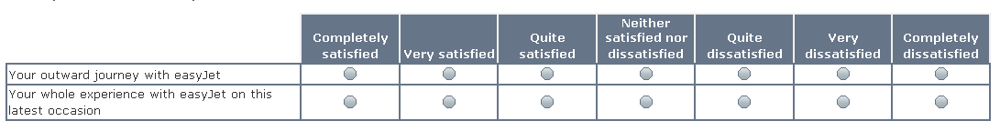 Completely satisfied
Very satisfied
Quite satisfied
Neither satisfied nor dissatisfied
Quite dissatisfied
Very dissatisfied
Completely dissatisfied
Your outward journey with easyJet
Your whole experience with easyJet on this
latest occasion